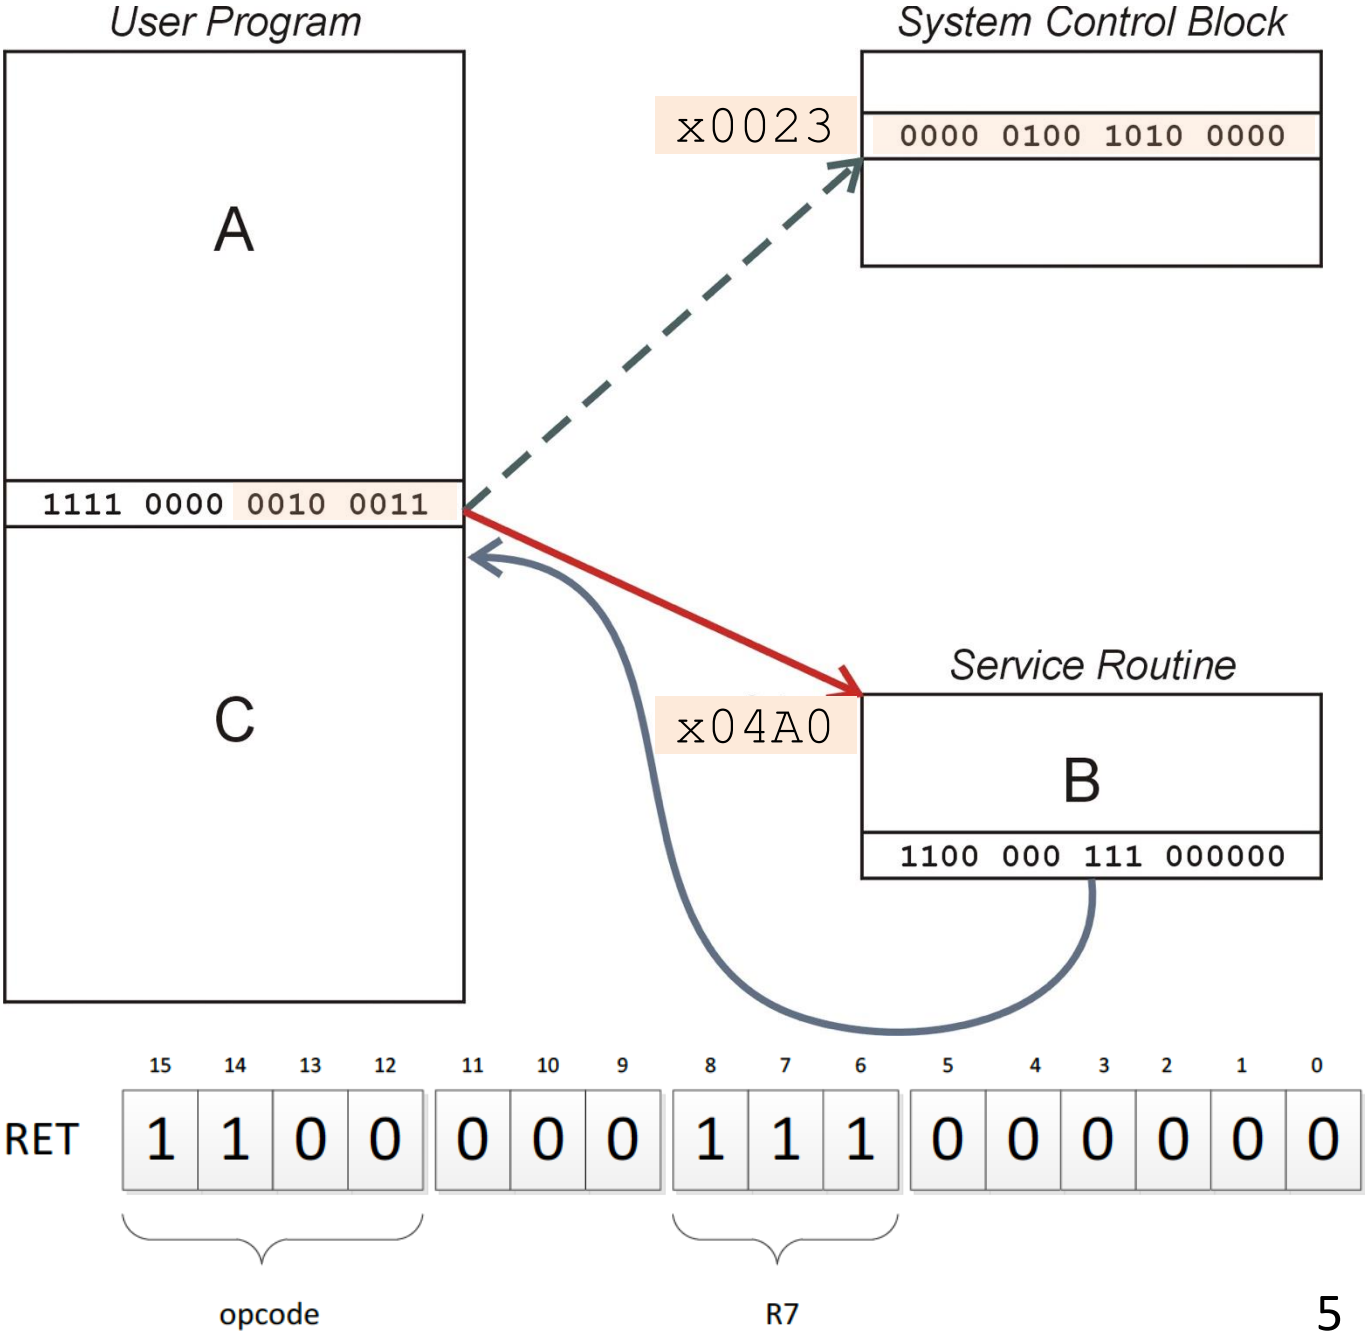 User Program
System Control Block
x0023
0000 0100 1010 0000
A
1111 0000 0010 0011
C
Service Routine
x04A0
B
1100 000 111 000000
15 14 13 12 11 10 9 8 7 6 5 4 3 2 1 0
RET 1 1 0 0 0 0 0 1 1 1 0 0 0 0 0 0
opcode R7
5